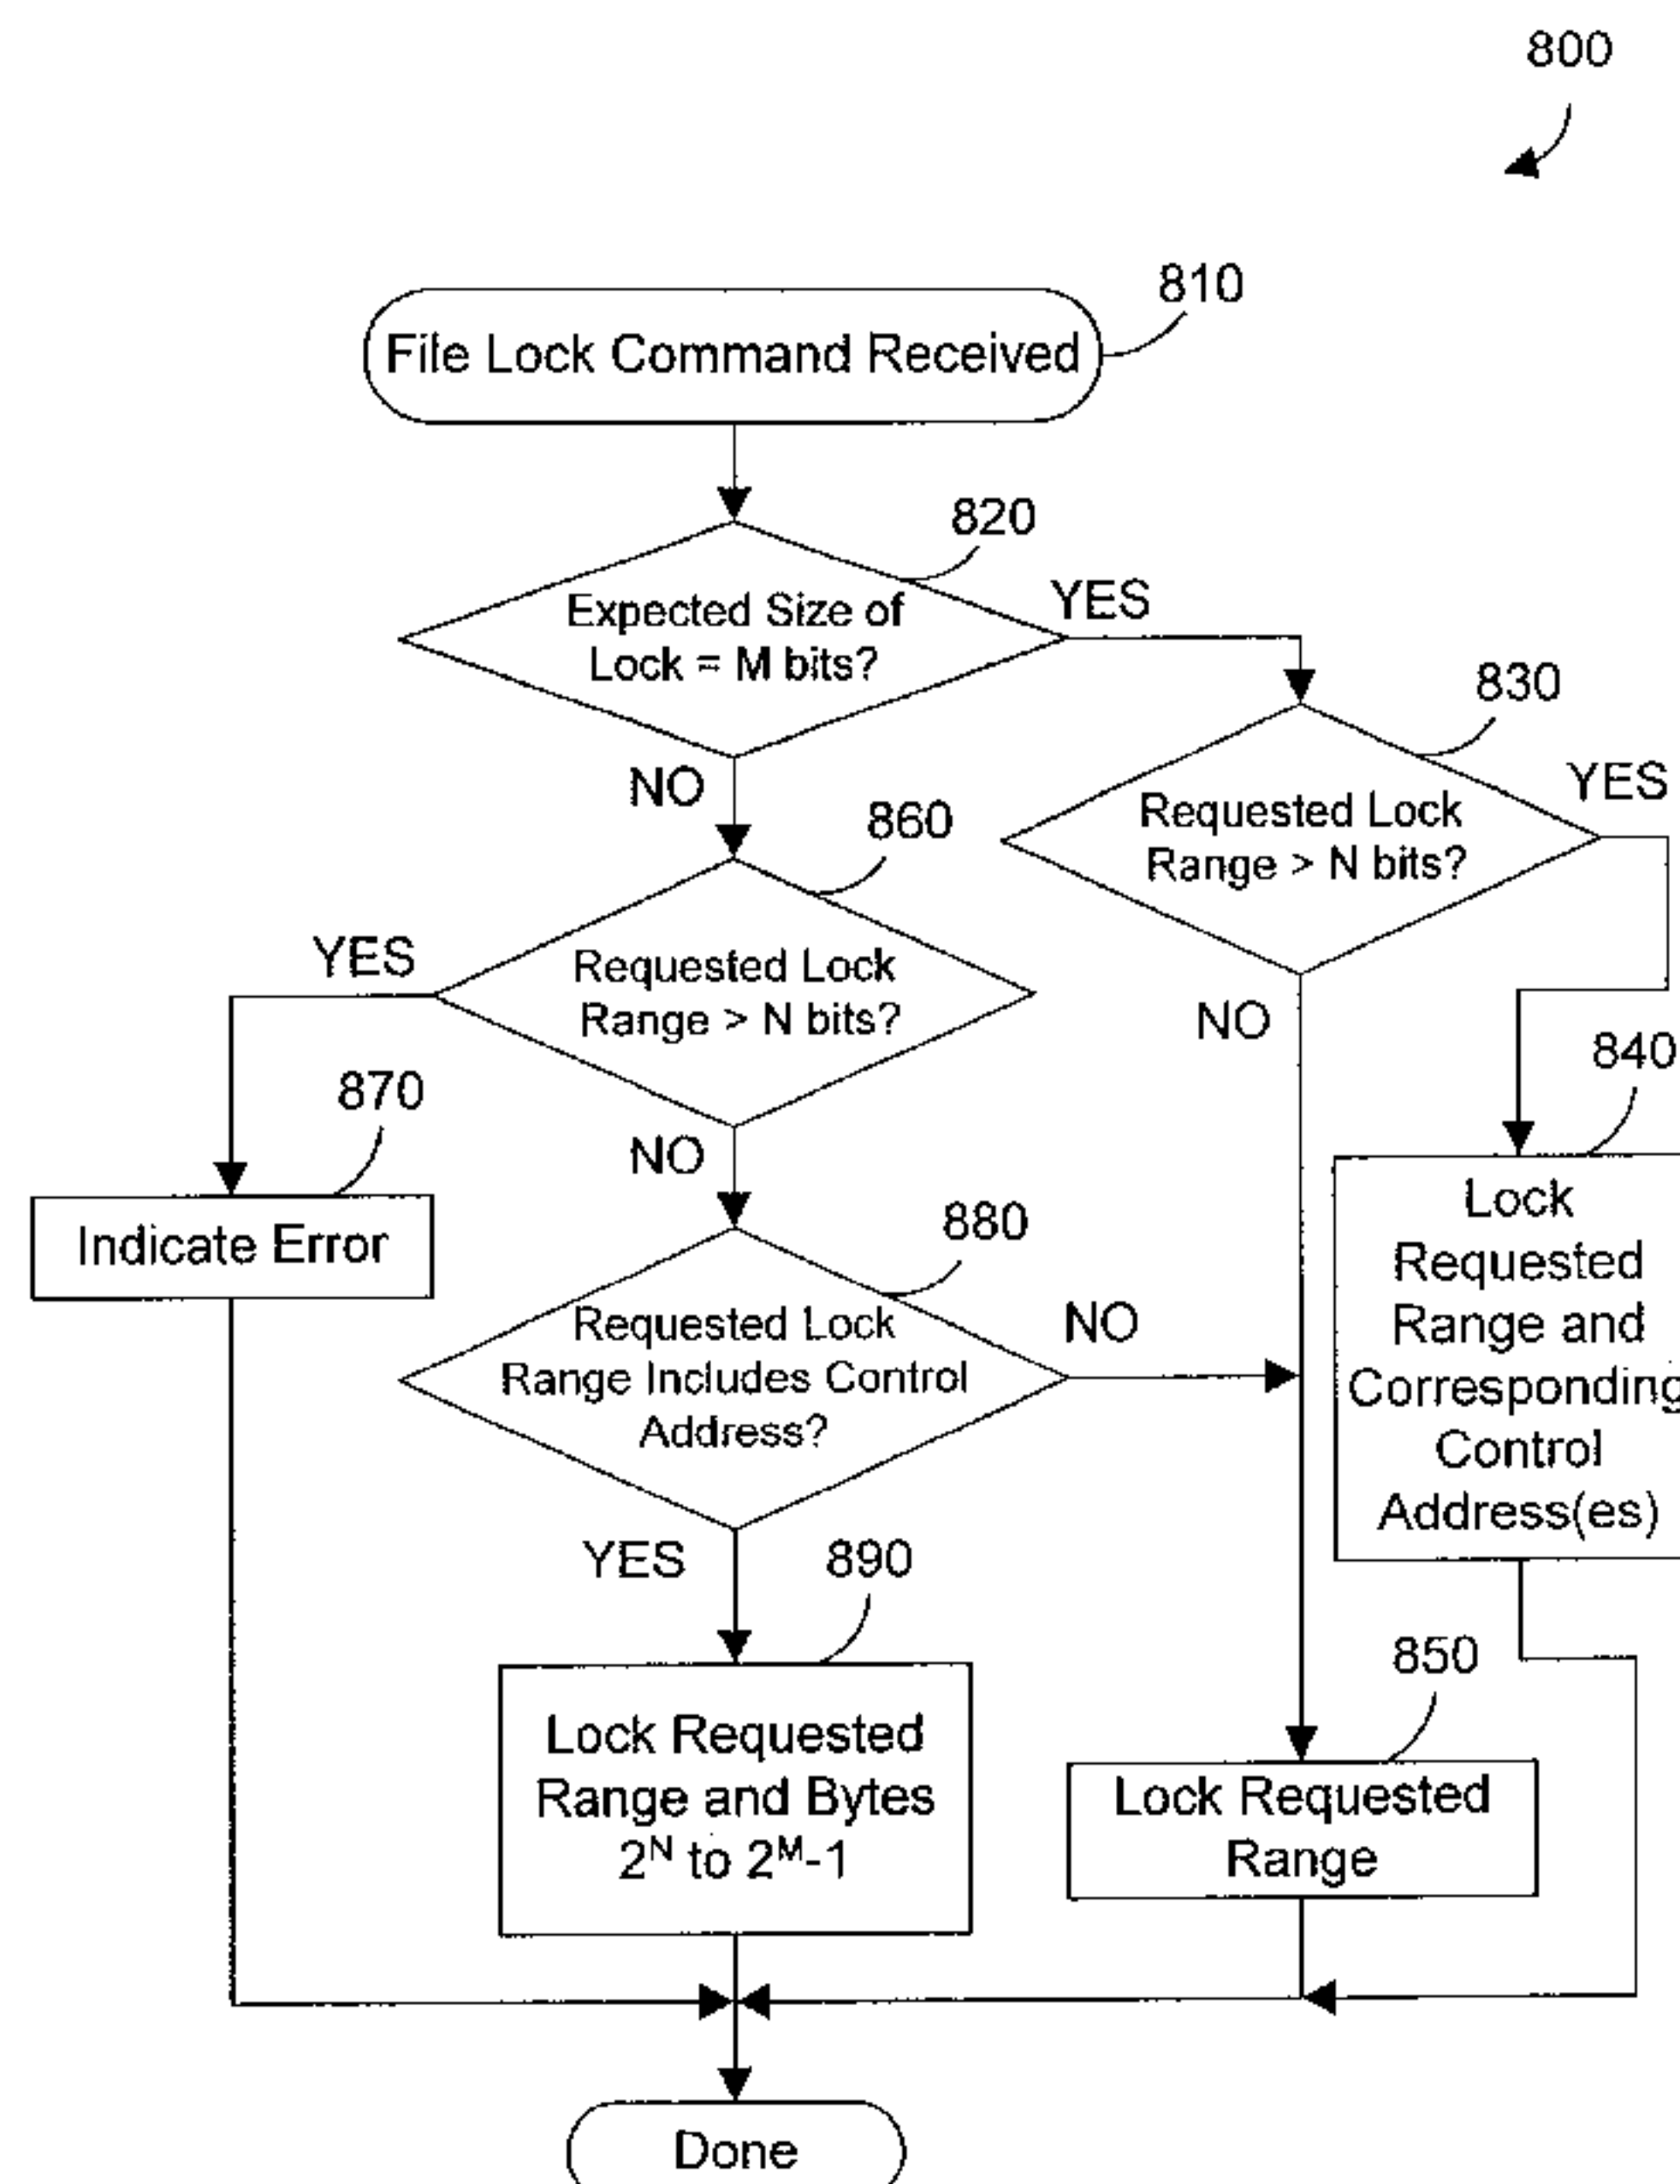 800
810
File Lock Command Received
820
Expected Size of
Lock = M bits?
YES
830
NO
Requested Lock
Range > N bits?
YES
860
YES
Requested Lock
Range > N bits?
NO
840
870
NO
Indicate Error
880
Lock
Requested
Range and
Corresponding
Control
Address(es)
Requested Lock
Range Includes Control
Address?
NO
YES
890
850
Lock Requested
Range and Bytes
2^N to 2^M-1
Lock Requested
Range
Done